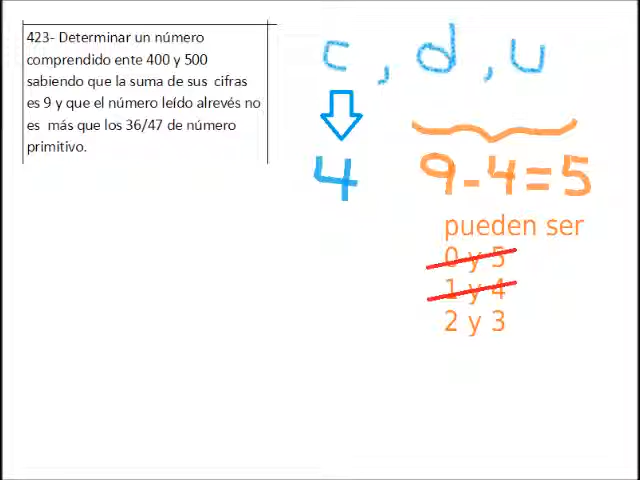 423- Determinar un número
comprendido ente 400 y 500
sabiendo que la suma de sus cifras
es 9 y que el número leído alrevés no
es más que los 36/47 de número
primitivo.
c , d , u
4
9-4=5
pueden ser
0 y 5
1 y 4
2 y 3